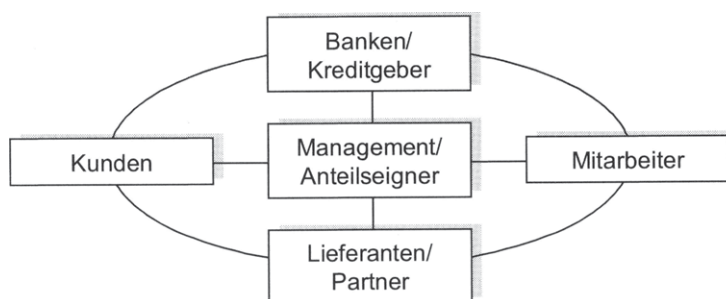 Banken/
Kreditgeber
Kunden
Management/
Anteilseigner
Mitarbeiter
Lieferanten/
Partner